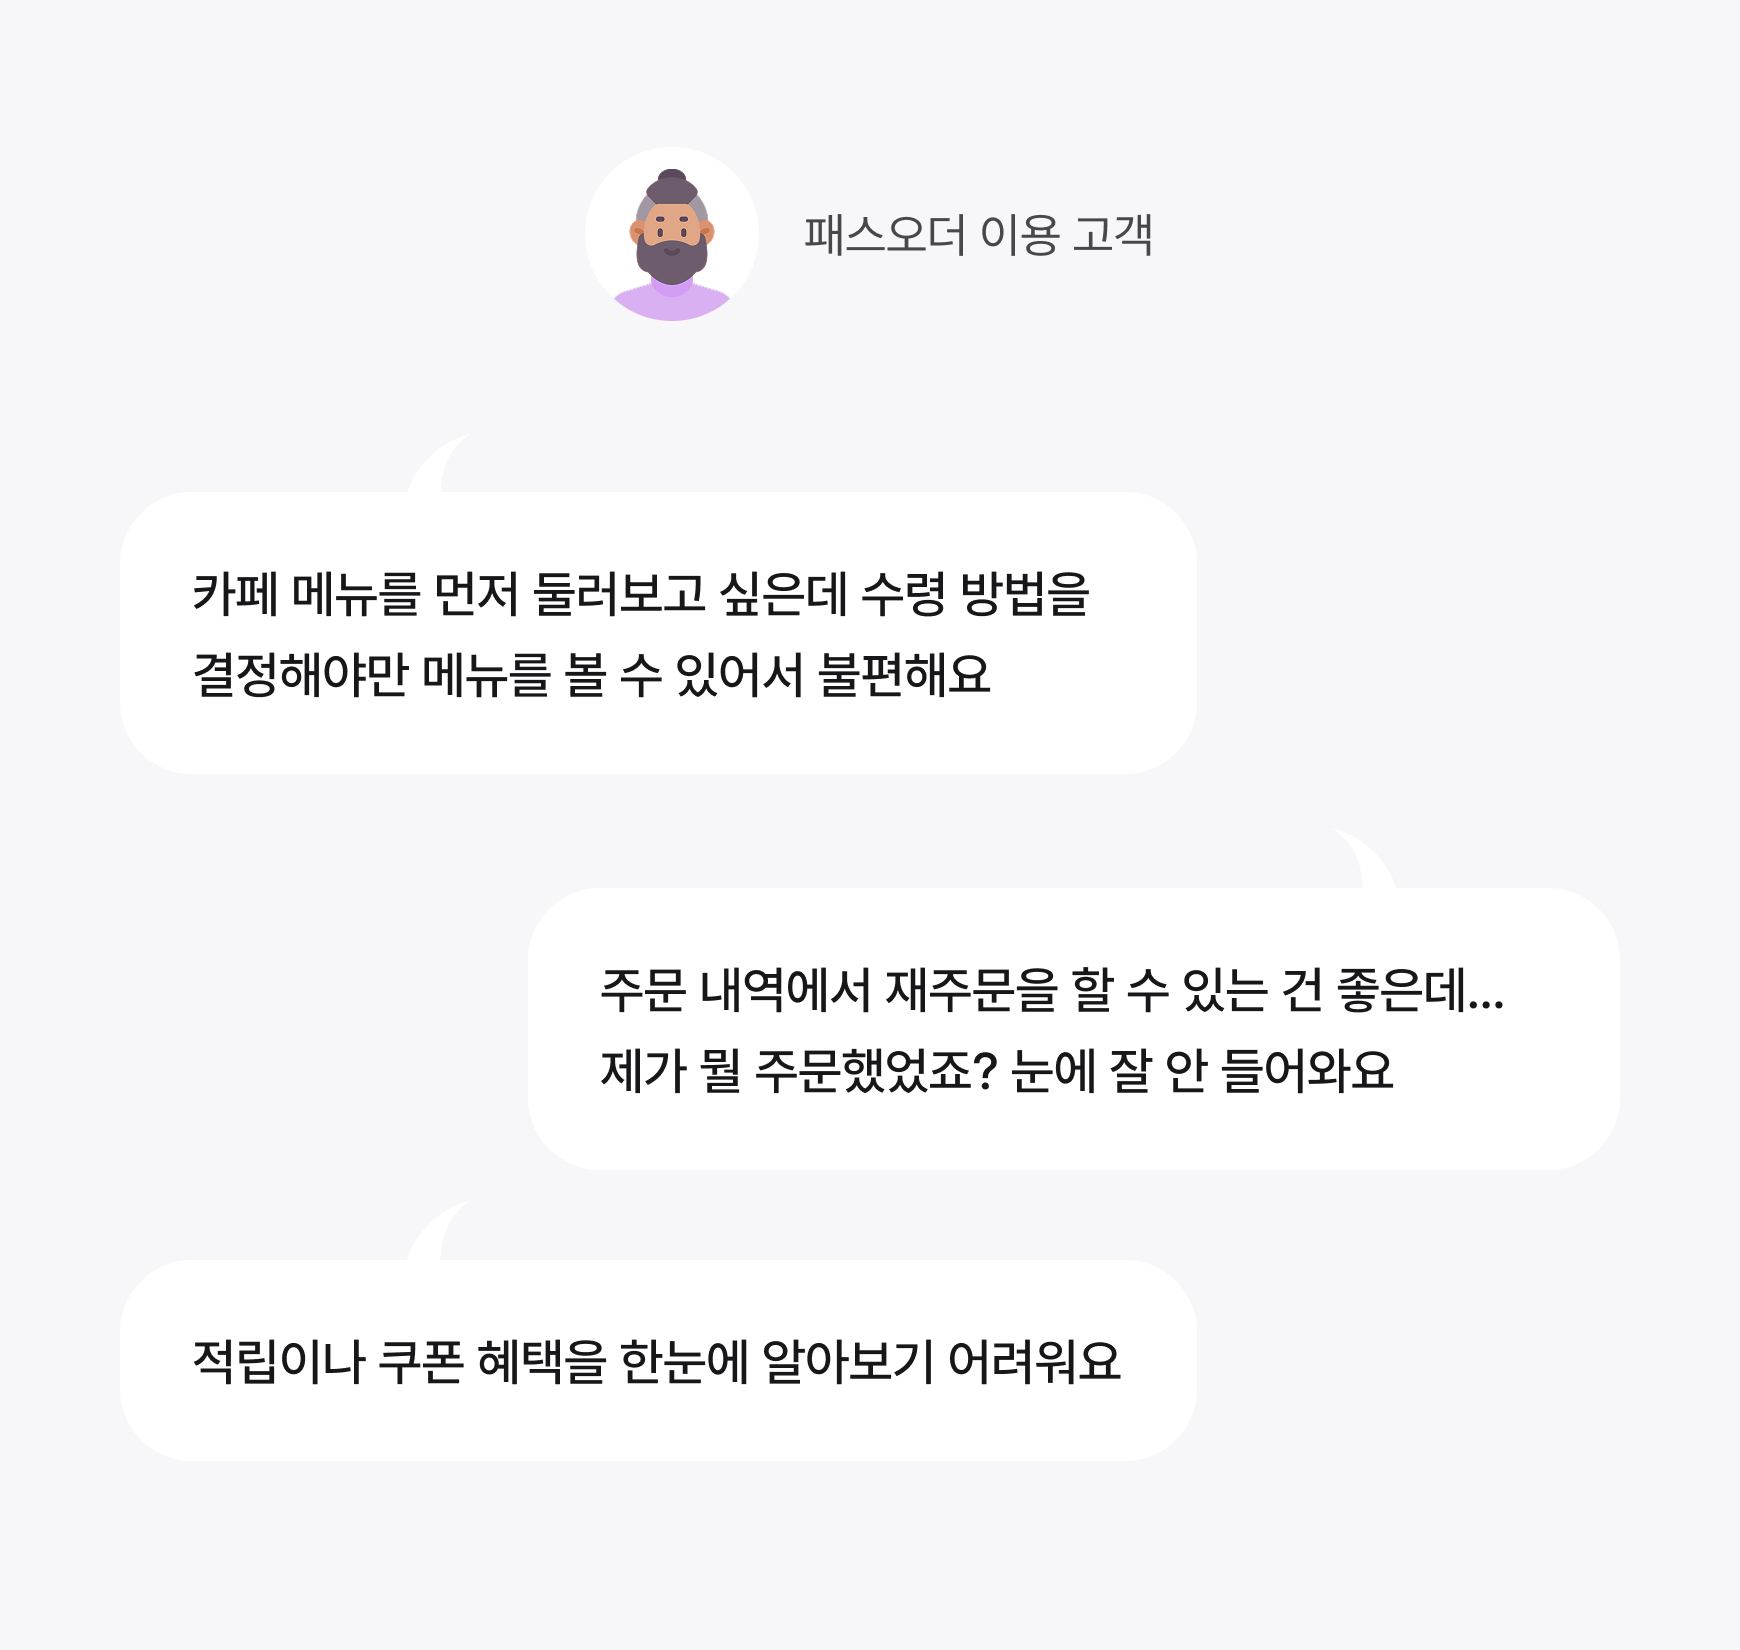 패스오더 이용 고객
카페 메뉴를 먼저 둘러보고 싶은데 수령 방법을
결정해야만 메뉴를 볼 수 있어서 불편해요
주문 내역에서 재주문을 할 수 있는 건 좋은데...
제가 뭘 주문했었죠? 눈에 잘 안 들어와요
적립이나 쿠폰 혜택을 한눈에 알아보기 어려워요